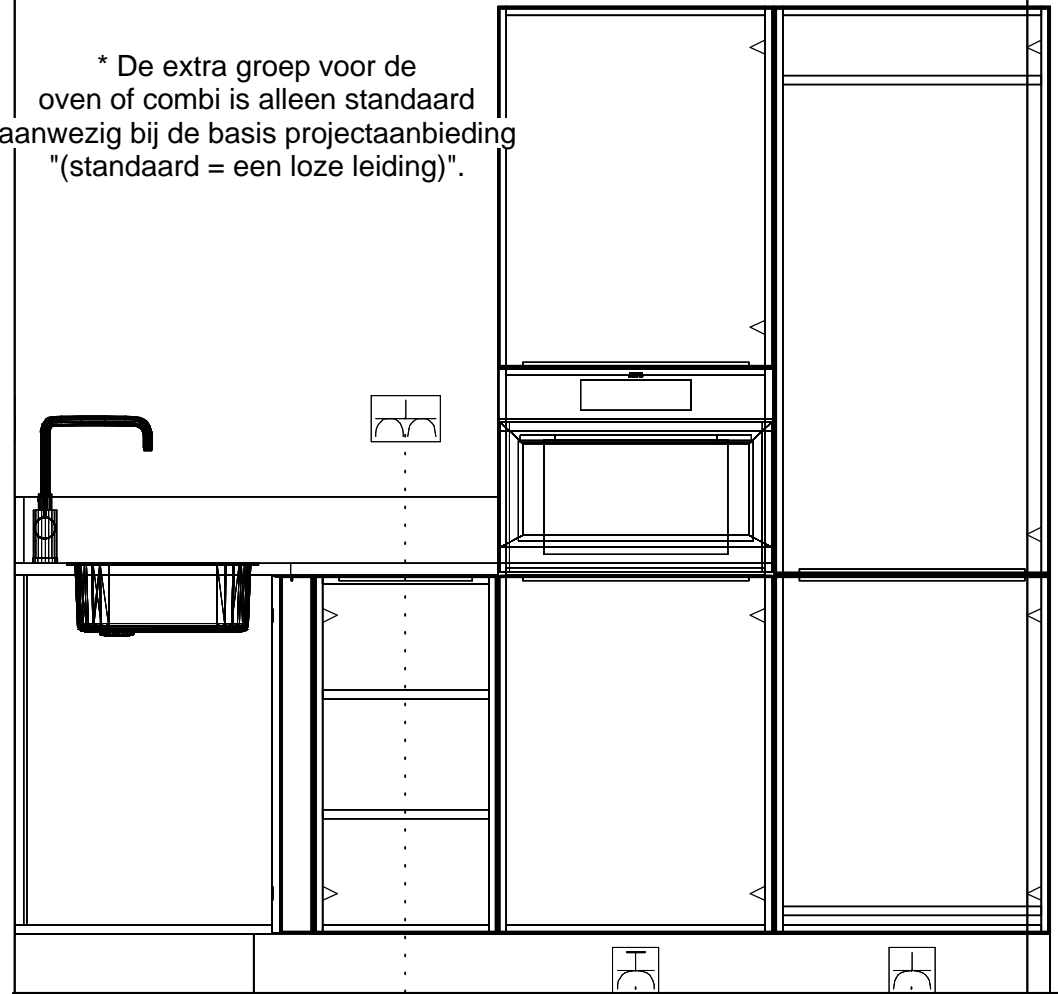 * De extra groep voor de
oven of combi is alleen standaard
aanwezig bij de basis projectaanbieding
"(standaard = een loze leiding)".